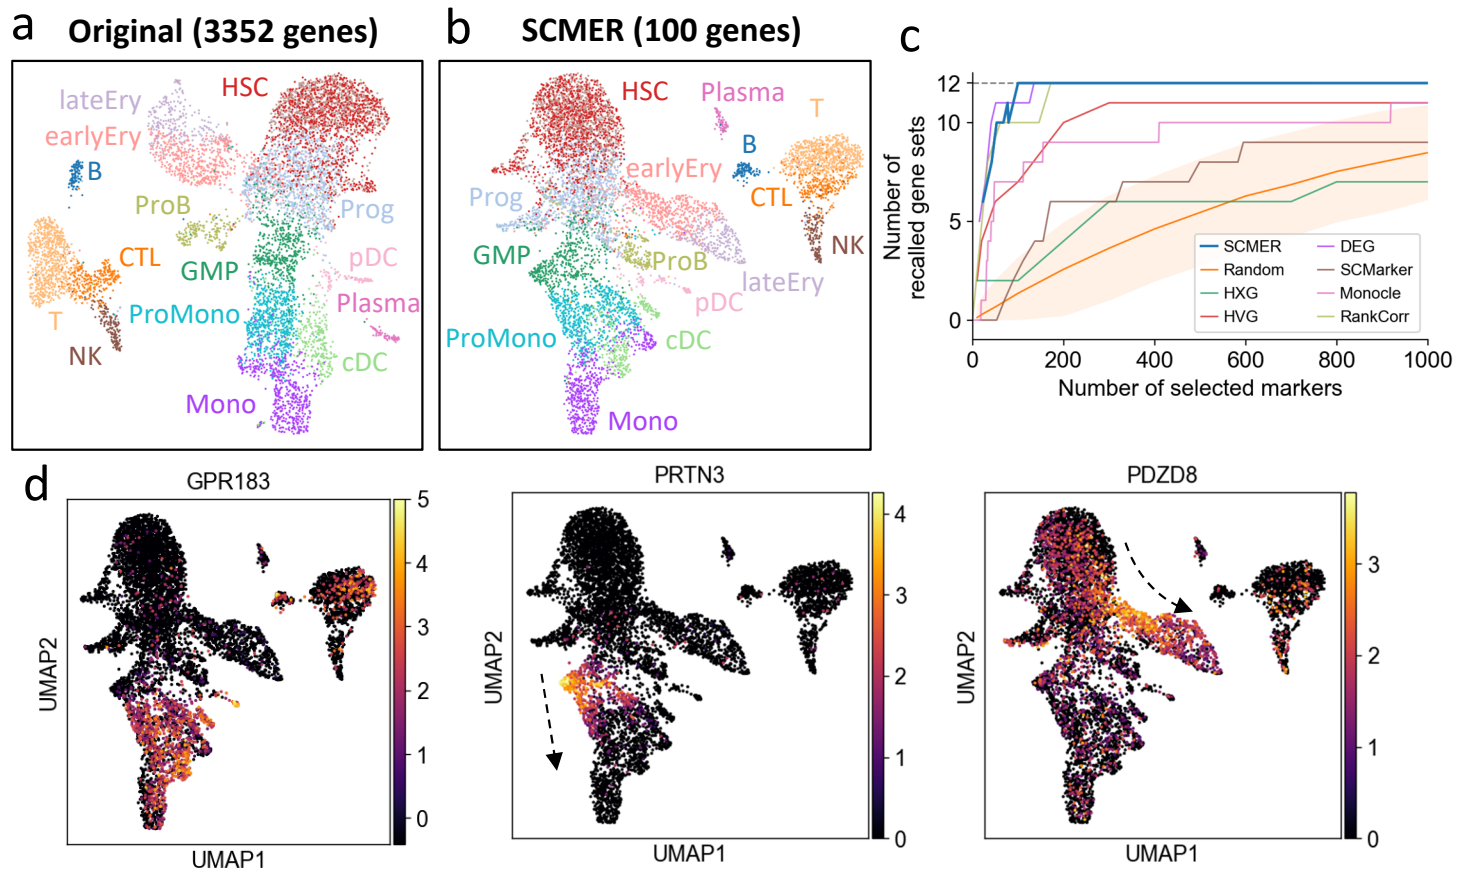 a
Original (3352 genes)
lateEry
HSC
earlyEry
B
ProB
Prog
CTL
GMP
pDC
T
ProMono
Plasma
NK
cDC
Mono
b
SCMER (100 genes)
HSC
Plasma
T
B
earlyEry
Prog
CTL
GMP
ProB
NK
lateEry
pDC
ProMono
cDC
Mono
c
Number of
recalled gene sets
12
10
5
0
0
200
400
600
800
1000
Number of selected markers
SCMER
Random
HXG
HVG
DEG
SCMarker
Monocle
RankCorr
d
GPR183
UMAP2
UMAP1
5
4
3
2
1
0
PRTN3
UMAP2
UMAP1
4
3
2
1
0
PDZD8
UMAP2
UMAP1
3
2
1
0